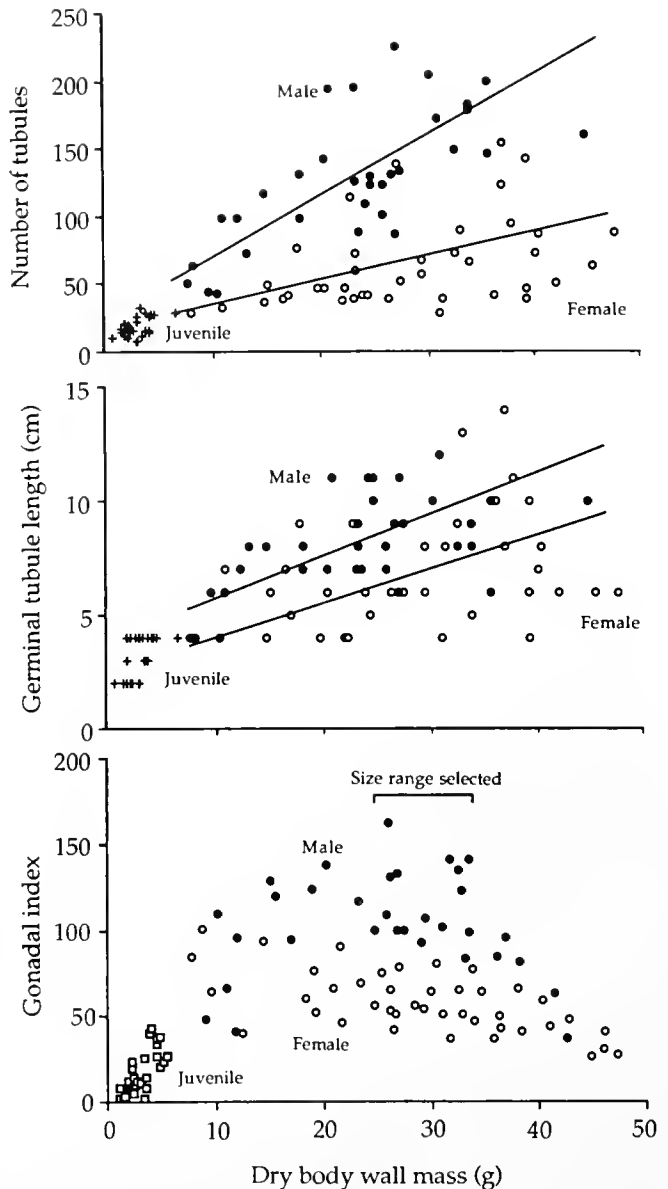 250
200
150
100
50
0
Number of tubules
Male
Juvenile
Female
15
10
5
0
Germinal tubule length (cm)
Male
Juvenile
Female
200
150
100
50
0
Gonadal index
Size range selected
Male
Female
Juvenile
0 10 20 30 40 50
Dry body wall mass (g)